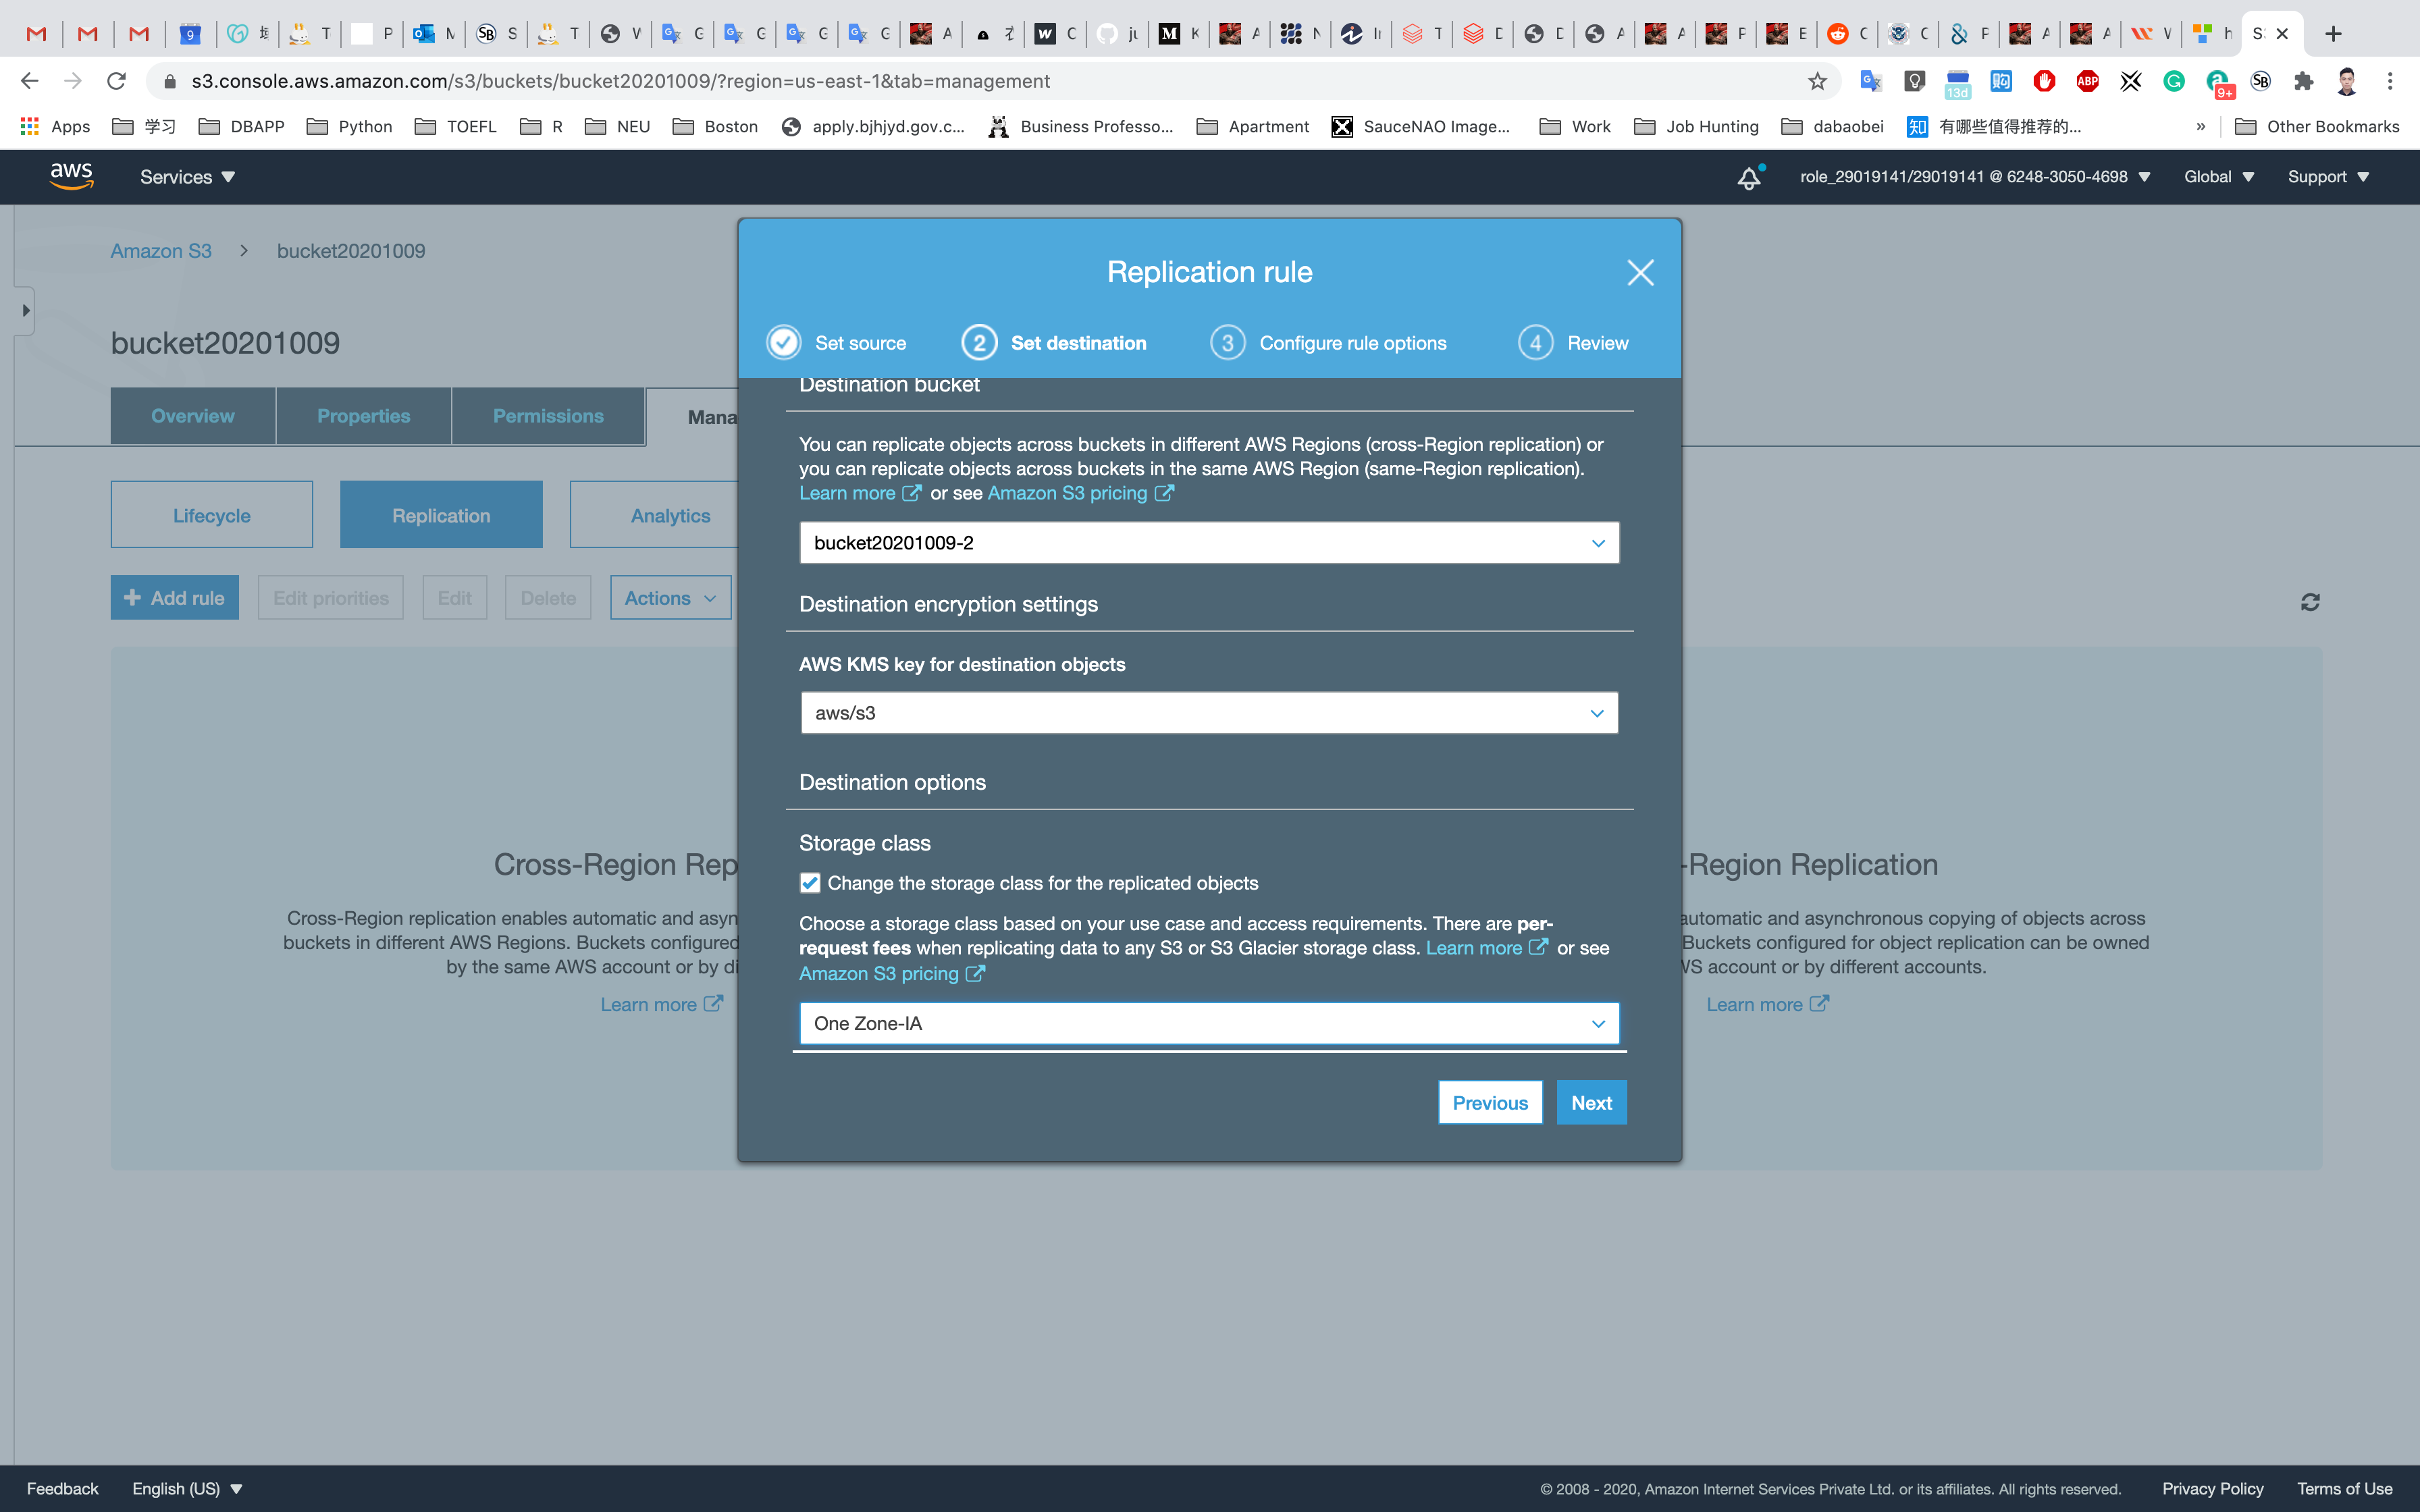 s3.console.aws.amazon.com/s3/buckets/bucket20201009/?region=us-east-1&tab=management
Apps 学习 DBAPP Python TOEFL R NEU Boston apply.bjhjyd.gov.c... Business Professo... Apartment SauceNAO Image... Work Job Hunting dabaobei 有哪些值得推荐的... » Other Bookmarks
aws Services role_29019141/29019141 @ 6248-3050-4698 Global Support
Amazon S3 > bucket20201009
bucket20201009
Overview Properties Permissions Mana
Lifecycle Replication Analytics
+ Add rule Edit priorities Edit Delete Actions
Cross-Region Rep
Cross-Region replication enables automatic and asyn
buckets in different AWS Regions. Buckets configured
by the same AWS account or by di
Learn more
Replication rule
Set source 2 Set destination 3 Configure rule options 4 Review
Destination bucket
You can replicate objects across buckets in different AWS Regions (cross-Region replication) or
you can replicate objects across buckets in the same AWS Region (same-Region replication).
Learn more or see Amazon S3 pricing
bucket20201009-2
Destination encryption settings
AWS KMS key for destination objects
aws/s3
Destination options
Storage class
Change the storage class for the replicated objects
Choose a storage class based on your use case and access requirements. There are per-
request fees when replicating data to any S3 or S3 Glacier storage class. Learn more or see
Amazon S3 pricing
One Zone-IA
Previous Next
-Region Replication
automatic and asynchronous copying of objects across
Buckets configured for object replication can be owned
WS account or by different accounts.
Learn more
Feedback English (US) © 2008 - 2020, Amazon Internet Services Private Ltd. or its affiliates. All rights reserved. Privacy Policy Terms of Use